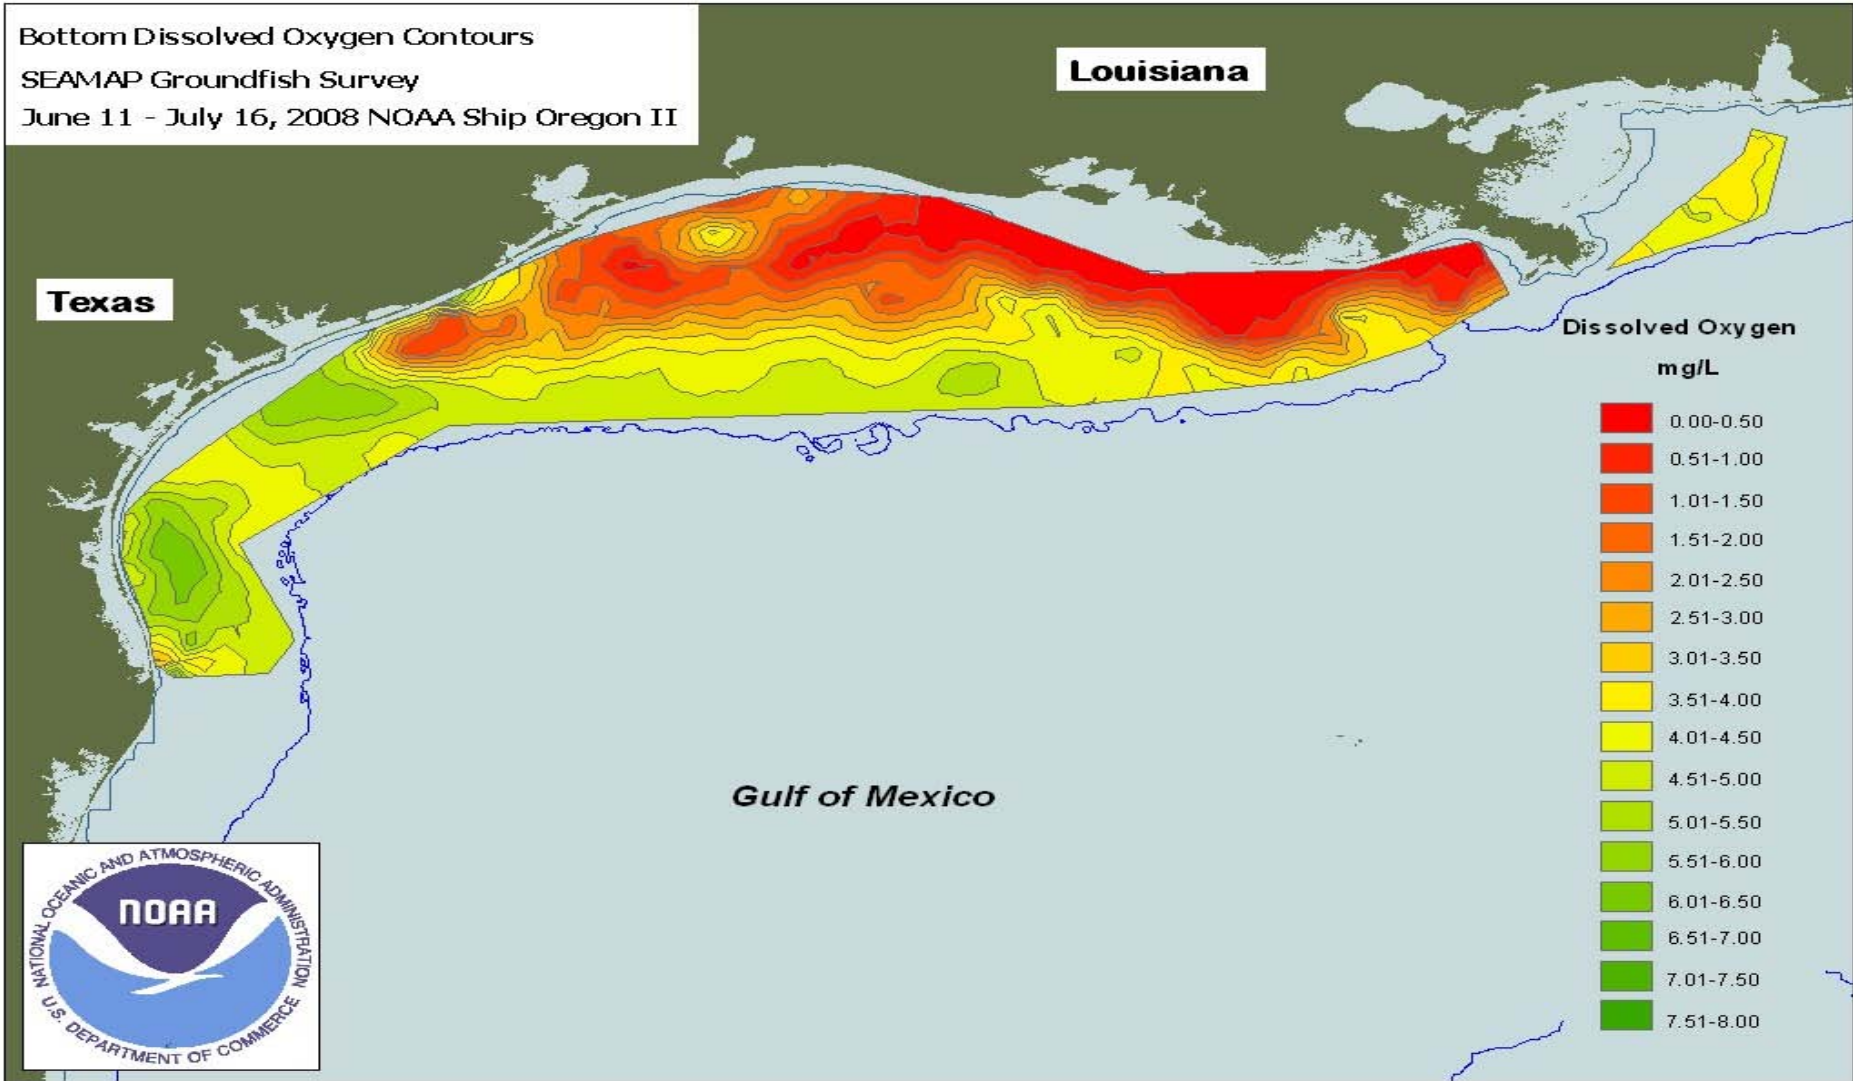 Bottom Dissolved Oxygen Contours
SEAMAP Groundfish Survey
June 11 - July 16, 2008 NOAA Ship Oregon II
Louisiana
Texas
Dissolved Oxygen
mg/L
0.00-0.50
0.51-1.00
1.01-1.50
1.51-2.00
2.01-2.50
2.51-3.00
3.01-3.50
3.51-4.00
4.01-4.50
4.51-5.00
5.01-5.50
5.51-6.00
6.01-6.50
6.51-7.00
7.01-7.50
7.51-8.00
Gulf of Mexico
NATIONAL OCEANIC AND ATMOSPHERIC ADMINISTRATION
NOAA
U.S. DEPARTMENT OF COMMERCE